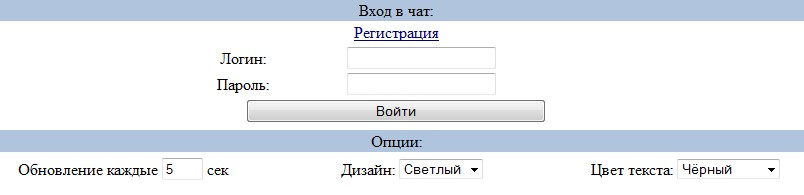 Вход в чат:
Регистрация
Логин:
Пароль:
Войти
Опции:
Обновление каждые 5 сек Дизайн: Светлый Цвет текста: Чёрный